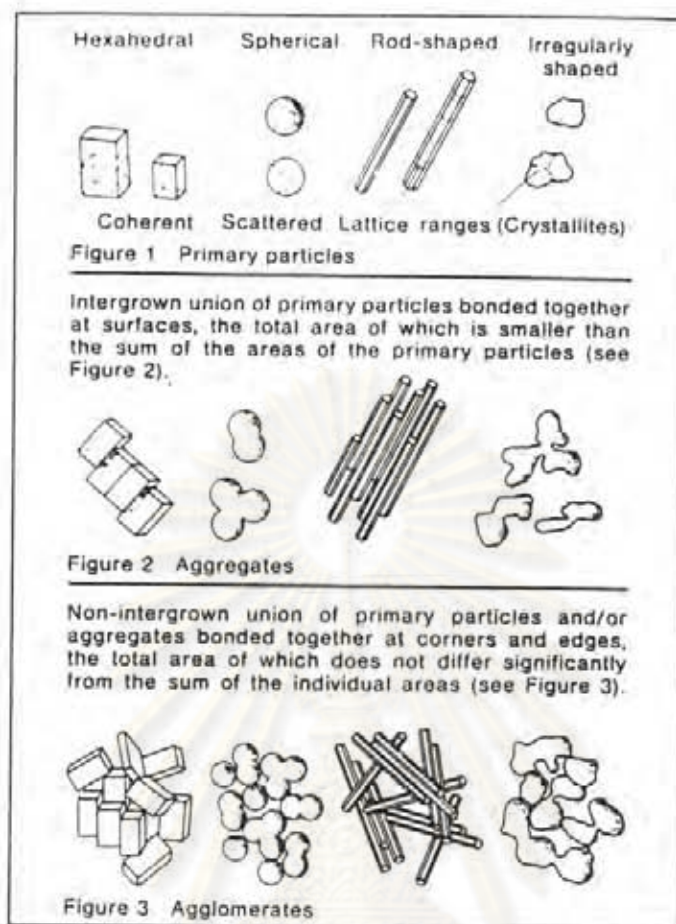 Hexahedral Spherical Rod-shaped Irregularly
shaped
Coherent Scattered Lattice ranges (Crystallites)
Figure 1 Primary particles
Intergrown union of primary particles bonded together
at surfaces, the total area of which is smaller than
the sum of the areas of the primary particles (see
Figure 2).
Figure 2 Aggregates
Non-intergrown union of primary particles and/or
aggregates bonded together at corners and edges,
the total area of which does not differ significantly
from the sum of the individual areas (see Figure 3).
Figure 3 Agglomerates